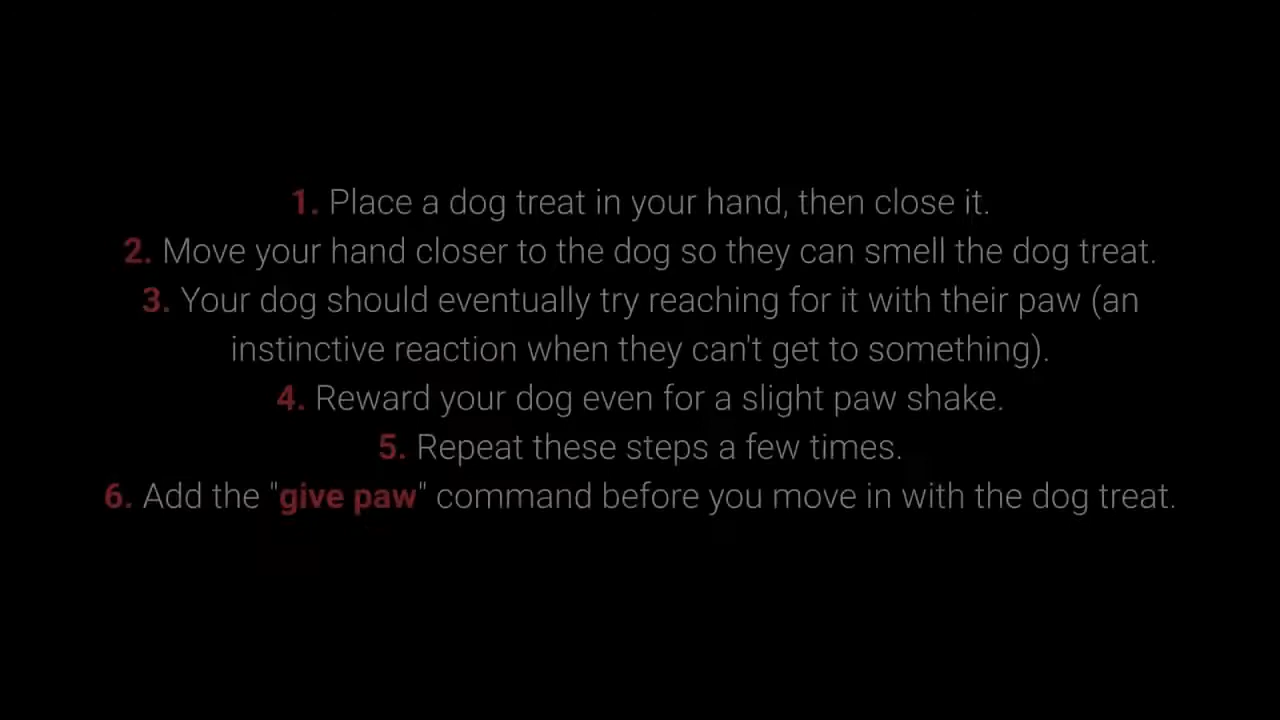 1. Place a dog treat in your hand, then close it.
2. Move your hand closer to the dog so they can smell the dog treat.
3. Your dog should eventually try reaching for it with their paw (an
instinctive reaction when they can't get to something).
4. Reward your dog even for a slight paw shake.
5. Repeat these steps a few times.
6. Add the "give paw" command before you move in with the dog treat.